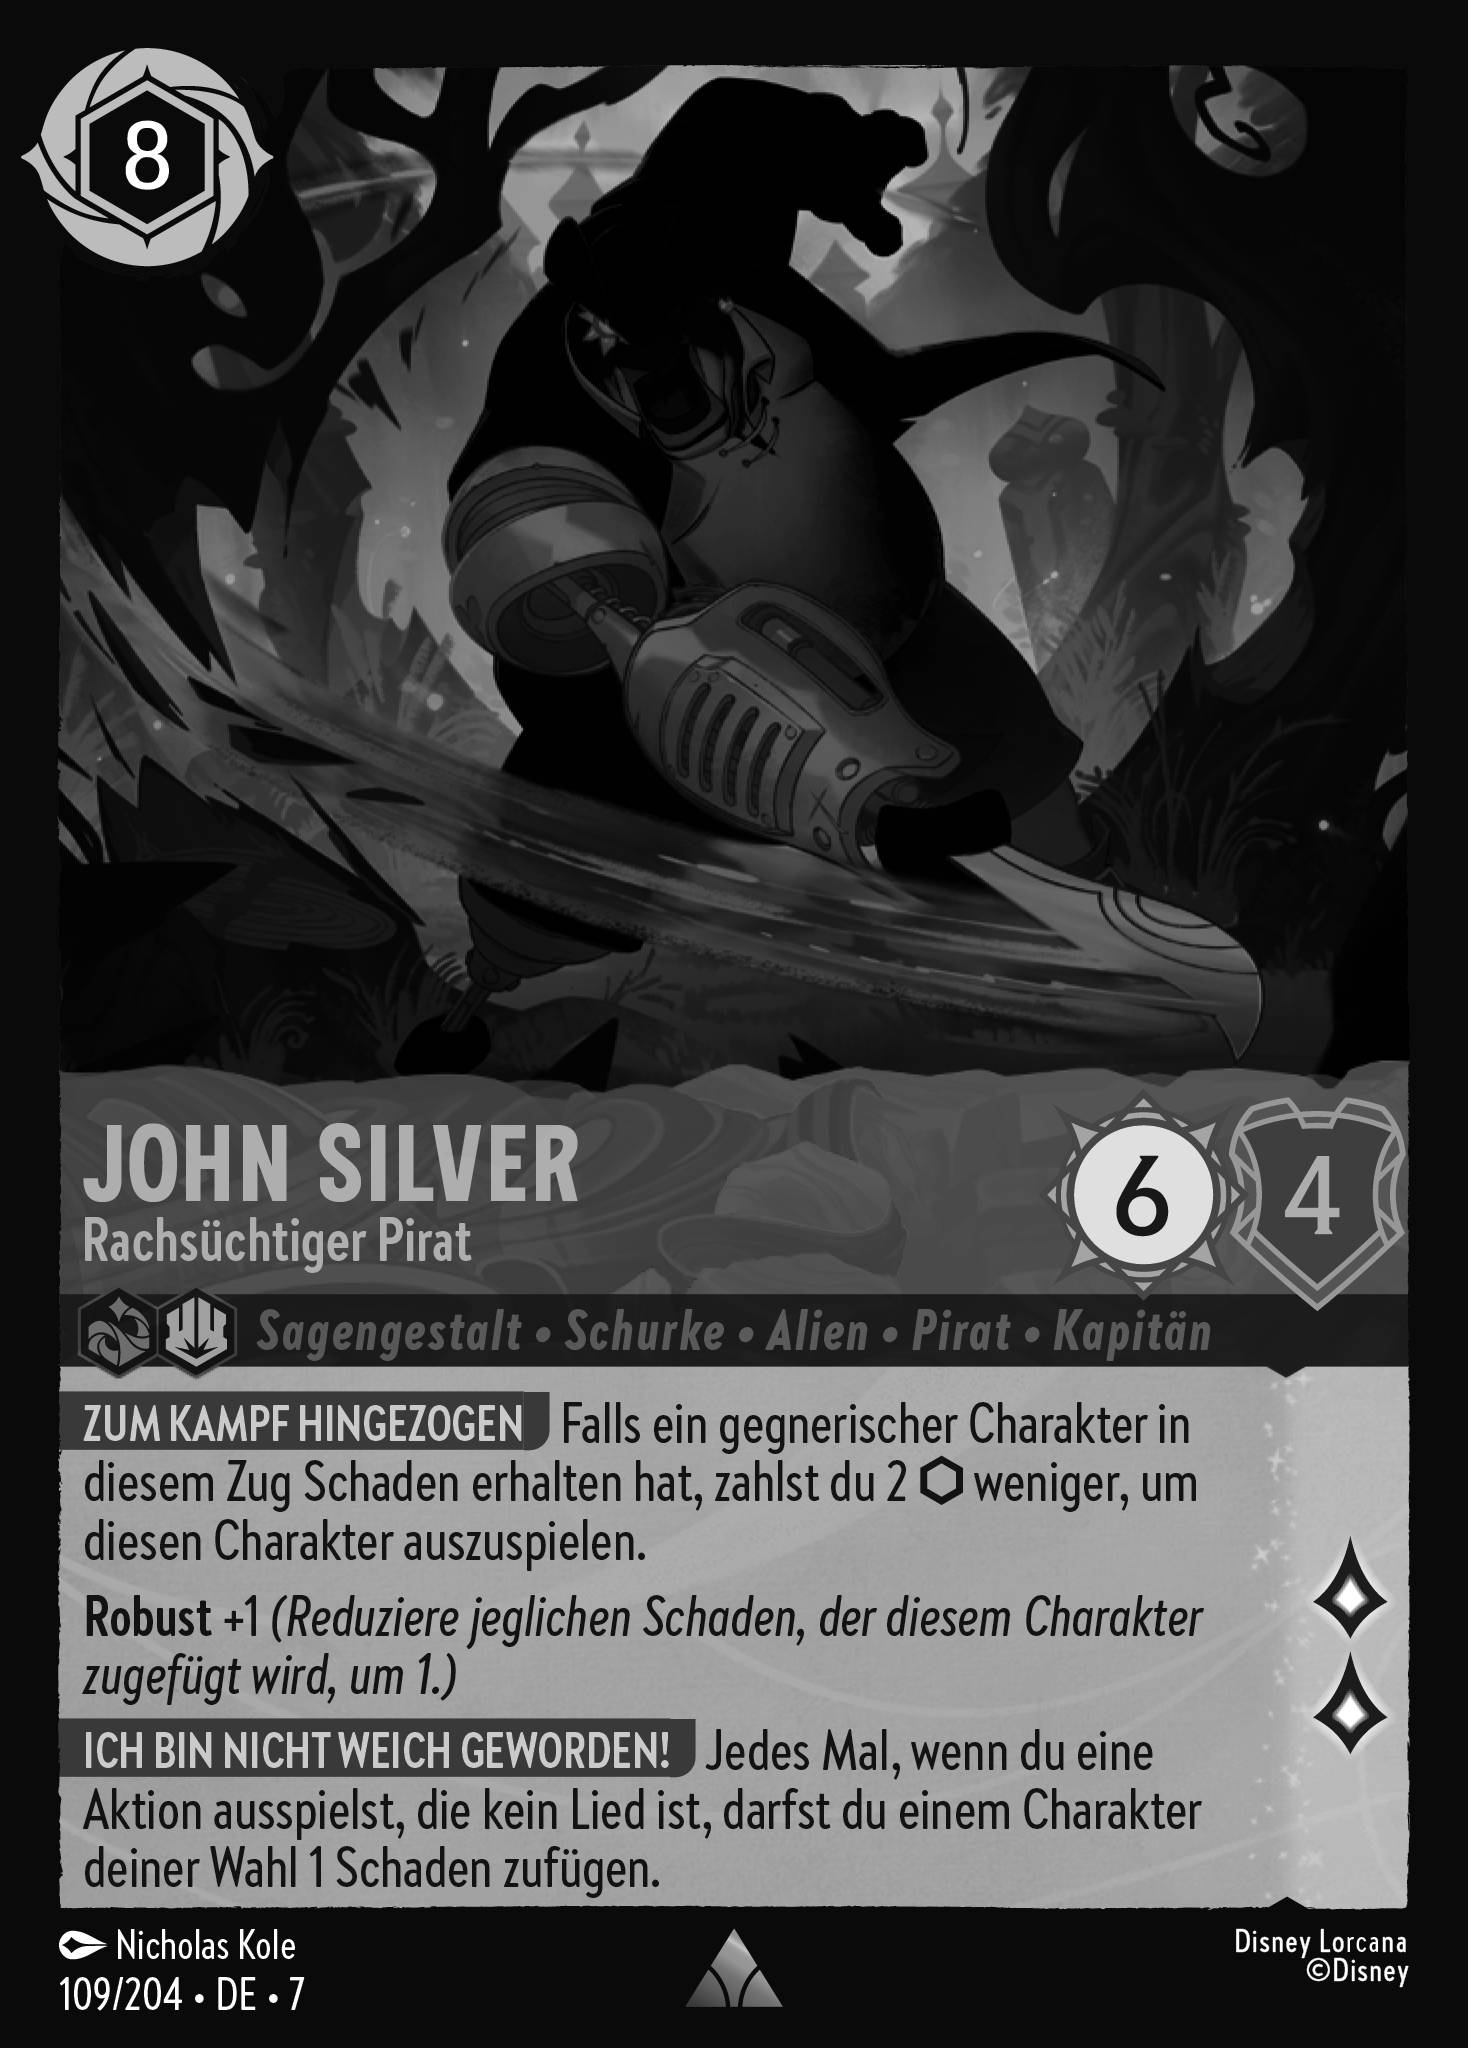 8
JOHN SILVER
Rachsüchtiger Pirat
6
4
Sagengestalt • Schurke • Alien • Pirat • Kapitän
ZUM KAMPF HINGEZOGEN Falls ein gegnerischer Charakter in
diesem Zug Schaden erhalten hat, zahlst du 2 ⬡ weniger, um
diesen Charakter auszuspielen.
Robust +1 (Reduziere jeglichen Schaden, der diesem Charakter
zugefügt wird, um 1.)
ICH BIN NICHT WEICH GEWORDEN! Jedes Mal, wenn du eine
Aktion ausspielst, die kein Lied ist, darfst du einem Charakter
deiner Wahl 1 Schaden zufügen.
Nicholas Kole
109/204 • DE • 7
Disney Lorcana
©Disney